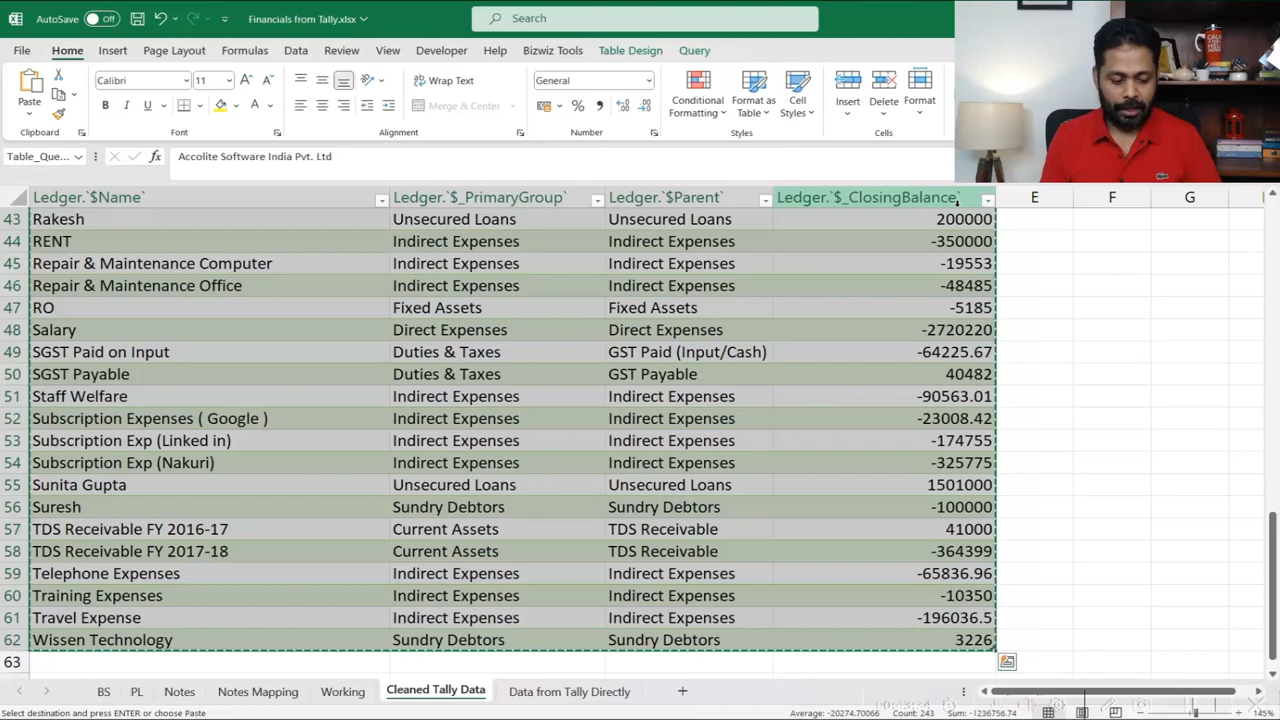 AutoSave Off Financials from Tally.xlsx Search
File Home Insert Page Layout Formulas Data Review View Developer Help Bizwiz Tools Table Design Query
Paste Calibri 11 Wrap Text General Conditional Format as Cell Insert Delete Format
B I U Merge & Center Formatting Table Styles
Clipboard Font Alignment Number Styles Cells
Table_Que... fx Accolite Software India Pvt. Ltd
Ledger.`$Name` Ledger.`$_PrimaryGroup` Ledger.`$Parent` Ledger.`$_ClosingBalance` E F G
43 Rakesh Unsecured Loans Unsecured Loans 200000
44 RENT Indirect Expenses Indirect Expenses -350000
45 Repair & Maintenance Computer Indirect Expenses Indirect Expenses -19553
46 Repair & Maintenance Office Indirect Expenses Indirect Expenses -48485
47 RO Fixed Assets Fixed Assets -5185
48 Salary Direct Expenses Direct Expenses -2720220
49 SGST Paid on Input Duties & Taxes GST Paid (Input/Cash) -64225.67
50 SGST Payable Duties & Taxes GST Payable 40482
51 Staff Welfare Indirect Expenses Indirect Expenses -90563.01
52 Subscription Expenses ( Google ) Indirect Expenses Indirect Expenses -23008.42
53 Subscription Exp (Linked in) Indirect Expenses Indirect Expenses -174755
54 Subscription Exp (Nakuri) Indirect Expenses Indirect Expenses -325775
55 Sunita Gupta Unsecured Loans Unsecured Loans 1501000
56 Suresh Sundry Debtors Sundry Debtors -100000
57 TDS Receivable FY 2016-17 Current Assets TDS Receivable 41000
58 TDS Receivable FY 2017-18 Current Assets TDS Receivable -364399
59 Telephone Expenses Indirect Expenses Indirect Expenses -65836.96
60 Training Expenses Indirect Expenses Indirect Expenses -10350
61 Travel Expense Indirect Expenses Indirect Expenses -196036.5
62 Wissen Technology Sundry Debtors Sundry Debtors 3226
63
BS PL Notes Notes Mapping Working Cleaned Tally Data Data from Tally Directly
Select destination and press ENTER or choose Paste Average: -20274.70066 Count: 243 Sum: -1236756.74 145%